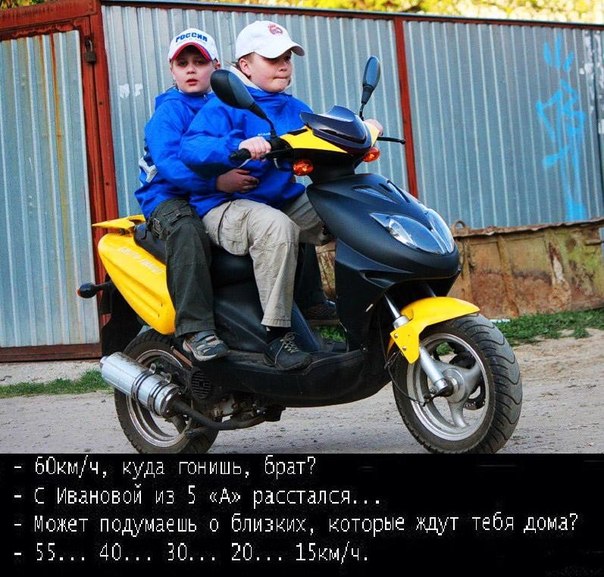 РОССИЯ
- 60км/ч, куда гонишь, брат?
- С Ивановой из 5 «А» расстался...
- Может подумаешь о близких, которые ждут тебя дома?
- 55... 40... 30... 20... 15км/ч.